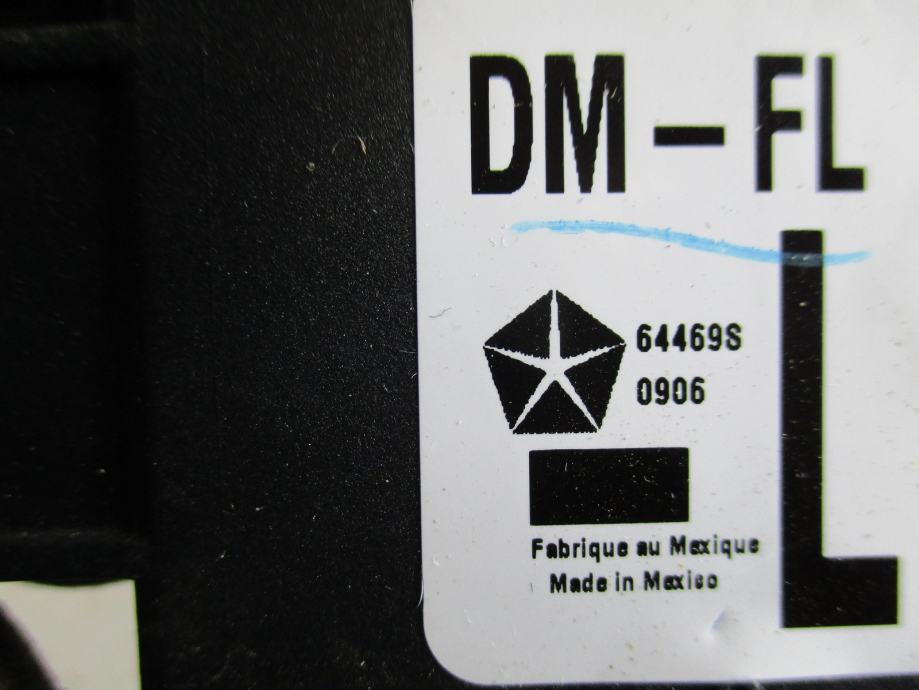 DM-FL
64469S
0906
L
Fabrique au Mexique
Made in Mexico